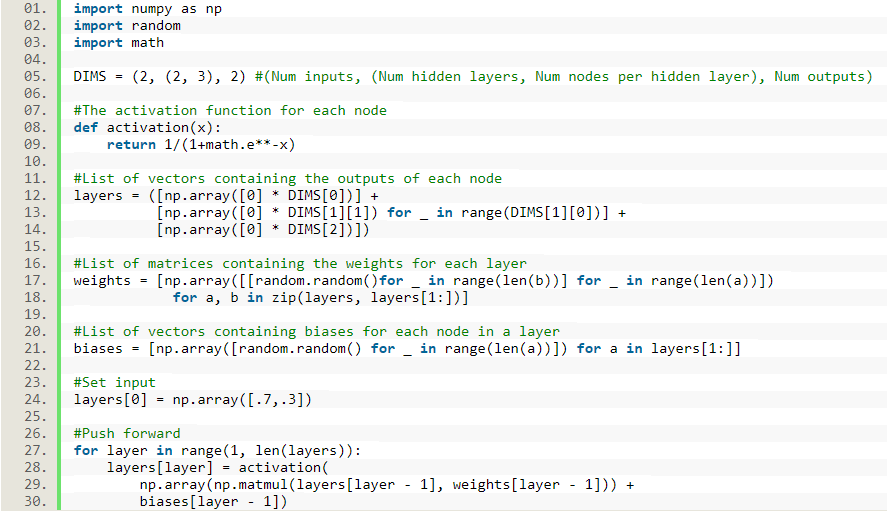 01. import numpy as np
02. import random
03. import math
04.
05. DIMS = (2, (2, 3), 2) #(Num inputs, (Num hidden layers, Num nodes per hidden layer), Num outputs)
06.
07. #The activation function for each node
08. def activation(x):
09.     return 1/(1+math.e**-x)
10.
11. #List of vectors containing the outputs of each node
12. layers = ([np.array([0] * DIMS[0])] +
13.           [np.array([0] * DIMS[1][1]) for _ in range(DIMS[1][0])] +
14.           [np.array([0] * DIMS[2])])
15.
16. #List of matrices containing the weights for each layer
17. weights = [np.array([[random.random()for _ in range(len(b))] for _ in range(len(a))])
18.             for a, b in zip(layers, layers[1:])]
19.
20. #List of vectors containing biases for each node in a layer
21. biases = [np.array([random.random() for _ in range(len(a))]) for a in layers[1:]]
22.
23. #Set input
24. layers[0] = np.array([.7,.3])
25.
26. #Push forward
27. for layer in range(1, len(layers)):
28.     layers[layer] = activation(
29.         np.array(np.matmul(layers[layer - 1], weights[layer - 1])) +
30.         biases[layer - 1])